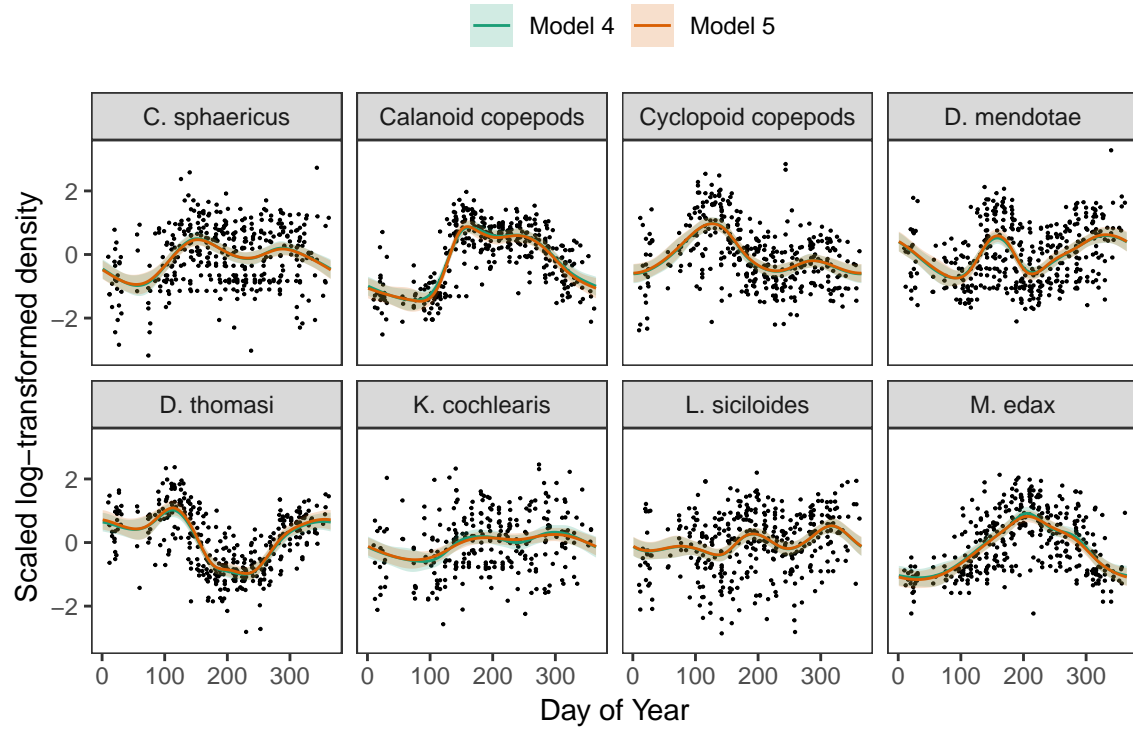 Model 4 Model 5
C. sphaericus Calanoid copepods Cyclopoid copepods D. mendotae
2
0
−2
D. thomasi K. cochlearis L. siciloides M. edax
2
0
−2
0 100 200 300 0 100 200 300 0 100 200 300 0 100 200 300
Day of Year
Scaled log−transformed density